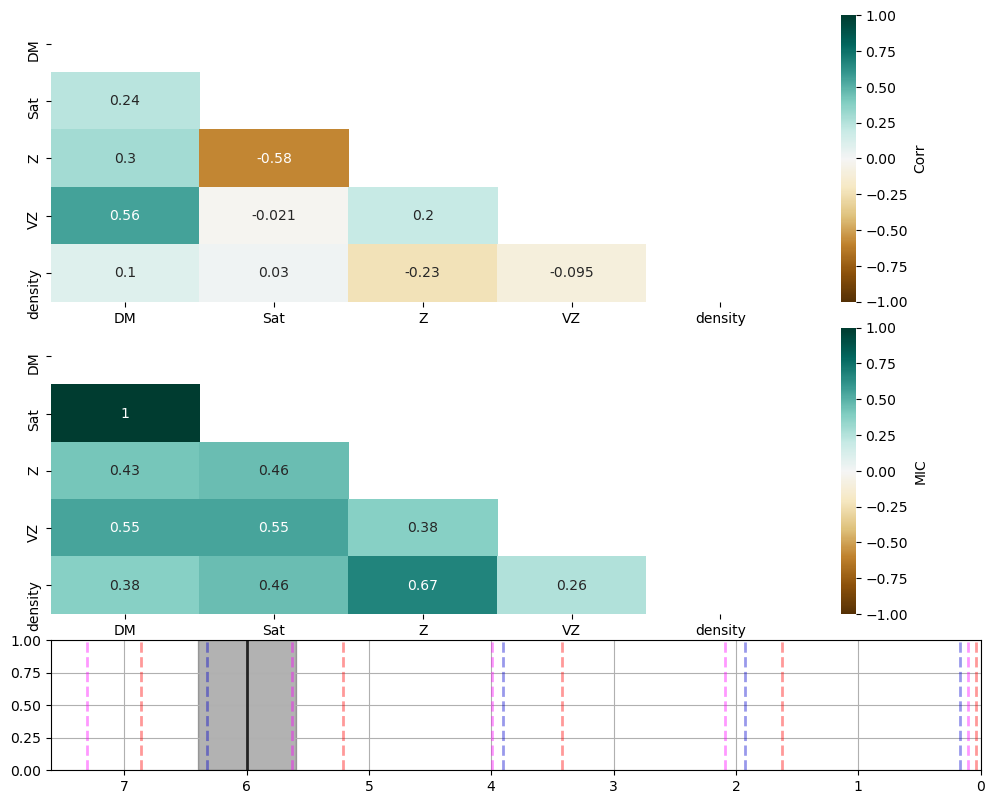 DM
Sat
Z
VZ
density
0.24
0.3 -0.58
0.56 -0.021 0.2
0.1 0.03 -0.23 -0.095
DM Sat Z VZ density
1.00
0.75
0.50
0.25
0.00
−0.25
−0.50
−0.75
−1.00
Corr
DM
Sat
Z
VZ
density
1
0.43 0.46
0.55 0.55 0.38
0.38 0.46 0.67 0.26
DM Sat Z VZ density
1.00
0.75
0.50
0.25
0.00
−0.25
−0.50
−0.75
−1.00
MIC
1.00
0.75
0.50
0.25
0.00
7 6 5 4 3 2 1 0